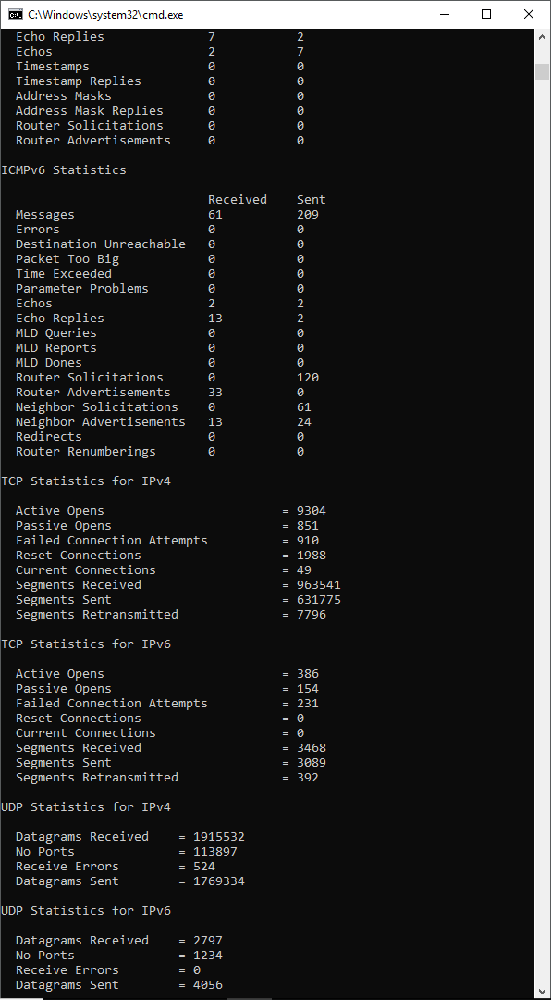 C:\Windows\system32\cmd.exe
Echo Replies 7 2
Echos 2 7
Timestamps 0 0
Timestamp Replies 0 0
Address Masks 0 0
Address Mask Replies 0 0
Router Solicitations 0 0
Router Advertisements 0 0
ICMPv6 Statistics
Received Sent
Messages 61 209
Errors 0 0
Destination Unreachable 0 0
Packet Too Big 0 0
Time Exceeded 0 0
Parameter Problems 0 0
Echos 2 2
Echo Replies 13 2
MLD Queries 0 0
MLD Reports 0 0
MLD Dones 0 0
Router Solicitations 0 120
Router Advertisements 33 0
Neighbor Solicitations 0 61
Neighbor Advertisements 13 24
Redirects 0 0
Router Renumberings 0 0
TCP Statistics for IPv4
Active Opens = 9304
Passive Opens = 851
Failed Connection Attempts = 910
Reset Connections = 1988
Current Connections = 49
Segments Received = 963541
Segments Sent = 631775
Segments Retransmitted = 7796
TCP Statistics for IPv6
Active Opens = 386
Passive Opens = 154
Failed Connection Attempts = 231
Reset Connections = 0
Current Connections = 0
Segments Received = 3468
Segments Sent = 3089
Segments Retransmitted = 392
UDP Statistics for IPv4
Datagrams Received = 1915532
No Ports = 113897
Receive Errors = 524
Datagrams Sent = 1769334
UDP Statistics for IPv6
Datagrams Received = 2797
No Ports = 1234
Receive Errors = 0
Datagrams Sent = 4056